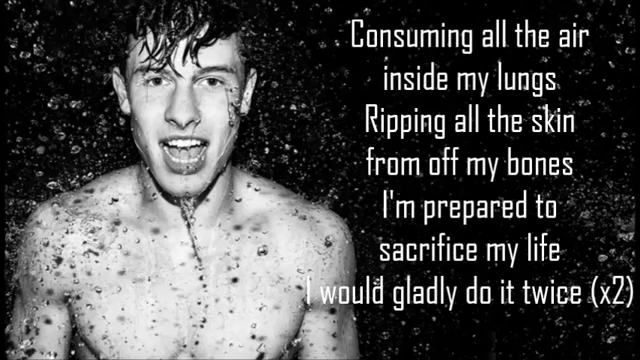 Consuming all the air
inside my lungs
Ripping all the skin
from off my bones
I'm prepared to
sacrifice my life
I would gladly do it twice (x2)